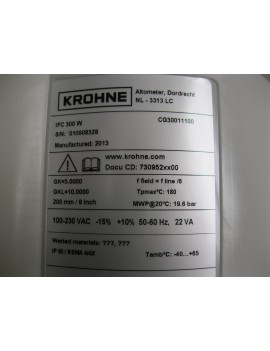 KROHNE
Altometer, Dordrecht
NL - 3313 LC
IFC 300 W
CG30011100
S/N:
Manufactured: 2013
www.krohne.com
Docu CD: 730952xx00
GK=5.0000
f field = f line /6
GKL=10.0000
Tpmax°C: 180
200 mm / 8 inch
MWP@20°C: 19.6 bar
100-230 VAC -15% +10% 50-60 Hz, 22 VA
Wetted materials: ???, ???
Tamb°C: -40...+65